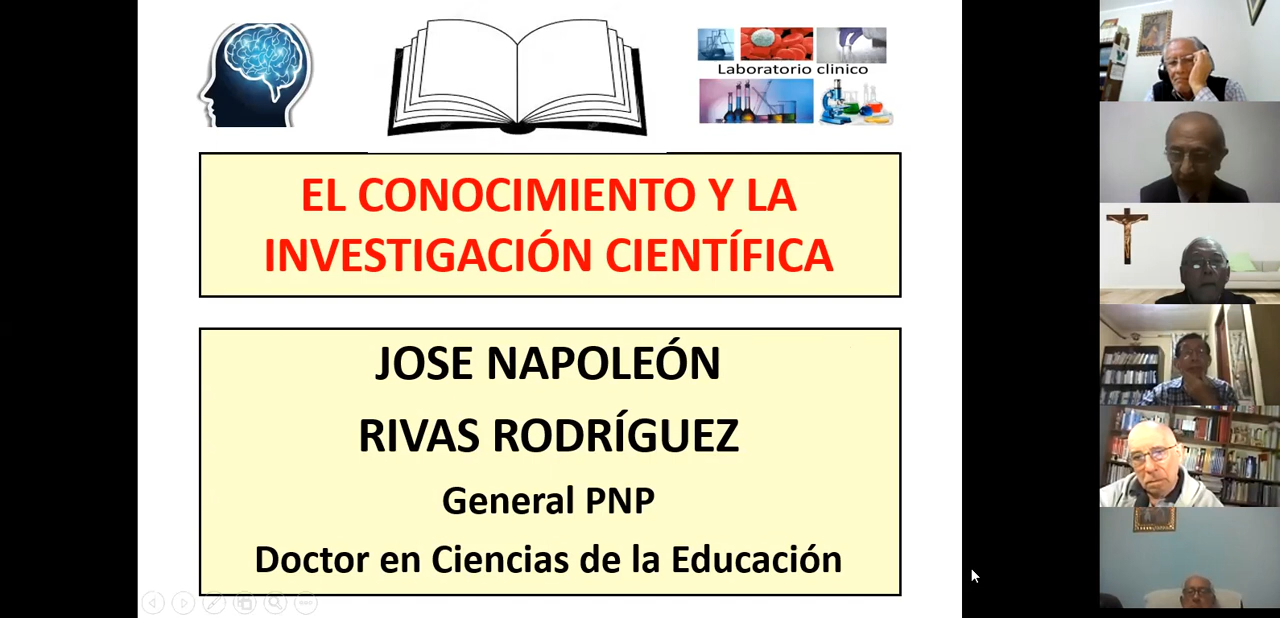 Laboratorio clinico
EL CONOCIMIENTO Y LA
INVESTIGACIÓN CIENTÍFICA
JOSE NAPOLEÓN
RIVAS RODRÍGUEZ
General PNP
Doctor en Ciencias de la Educación